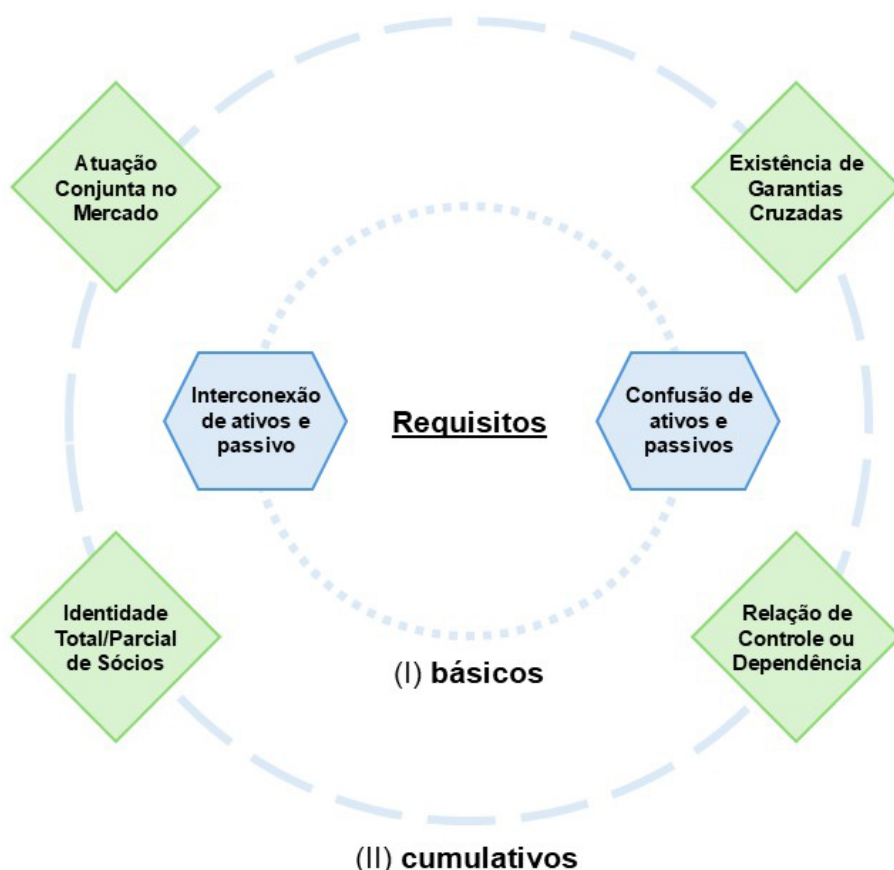 Atuação
Conjunta no
Mercado
Existência de
Garantias
Cruzadas
Interconexão
de ativos e
passivo
Requisitos
Confusão de
ativos e
passivos
Identidade
Total/Parcial
de Sócios
Relação de
Controle ou
Dependência
(I) básicos
(II) cumulativos